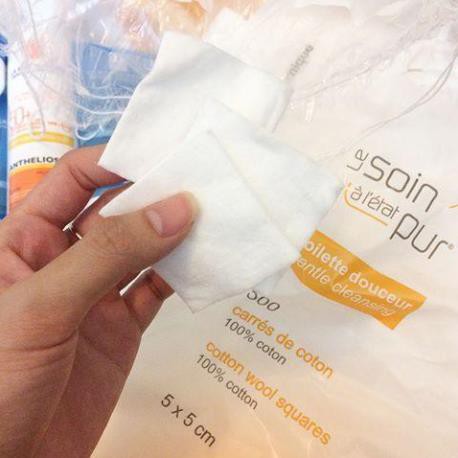 ANTHELIOS
soin
à l'état
pur®
toilette douceur
gentle cleansing
carrés de coton
100% coton
cotton wool squares
100% cotton
5 x 5 cm